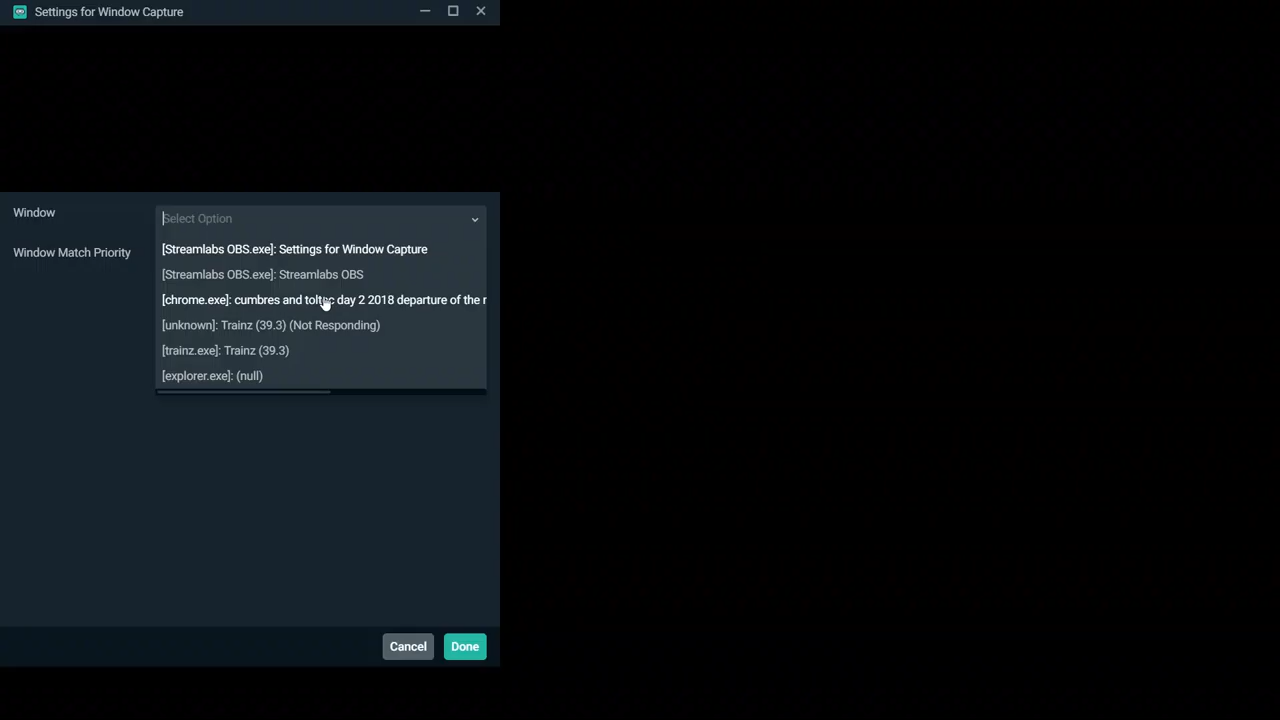 Settings for Window Capture
Window
Select Option
[Streamlabs OBS.exe]: Settings for Window Capture
Window Match Priority
[Streamlabs OBS.exe]: Streamlabs OBS
[chrome.exe]: cumbres and toltec day 2 2018 departure of the
[unknown]: Trainz (39.3) (Not Responding)
[trainz.exe]: Trainz (39.3)
[explorer.exe]: (null)
Cancel
Done